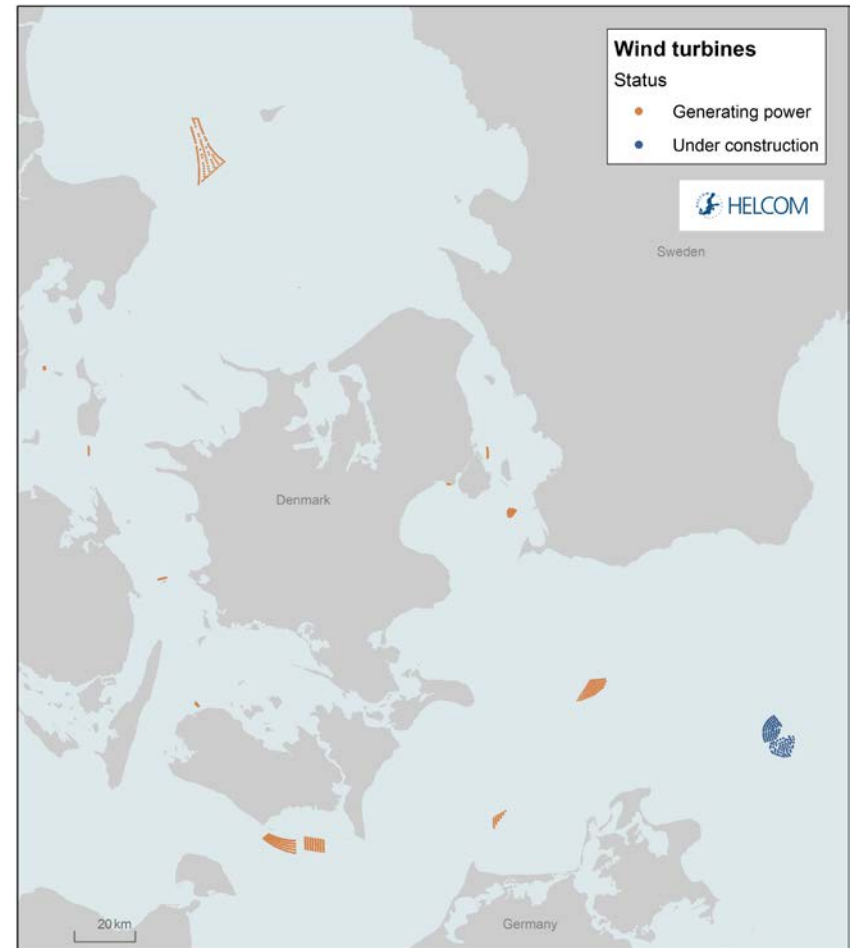 Wind turbines
Status
Generating power
Under construction
HELCOM
Sweden
Denmark
20 km
Germany